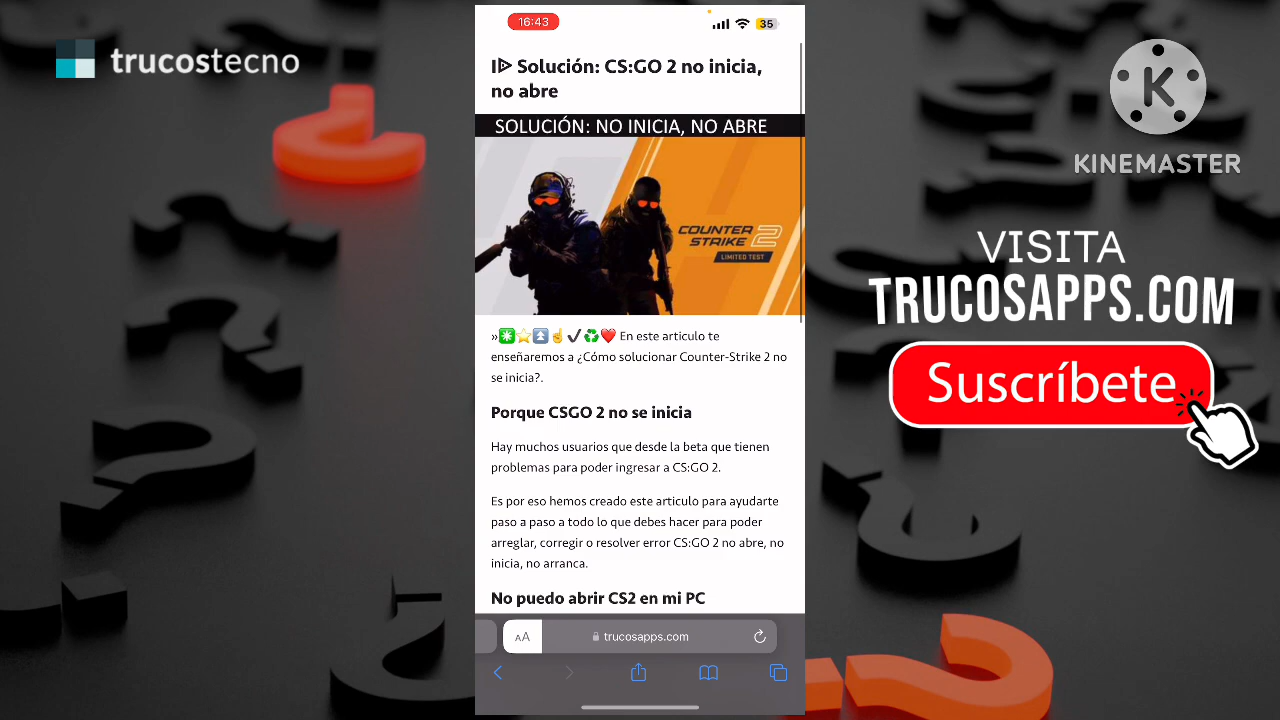 trucostecno
16:43
35
Solución: CS:GO 2 no inicia,
no abre
SOLUCIÓN: NO INICIA, NO ABRE
COUNTER
STRIKE 2
LIMITED TEST
»✳️⭐⏫☝️✔️♻️❤️ En este articulo te
enseñaremos a ¿Cómo solucionar Counter-Strike 2 no
se inicia?.
Porque CSGO 2 no se inicia
Hay muchos usuarios que desde la beta que tienen
problemas para poder ingresar a CS:GO 2.
Es por eso hemos creado este articulo para ayudarte
paso a paso a todo lo que debes hacer para poder
arreglar, corregir o resolver error CS:GO 2 no abre, no
inicia, no arranca.
No puedo abrir CS2 en mi PC
AA
trucosapps.com
K
KINEMASTER
VISITA
TRUCOSAPPS.COM
Suscríbete